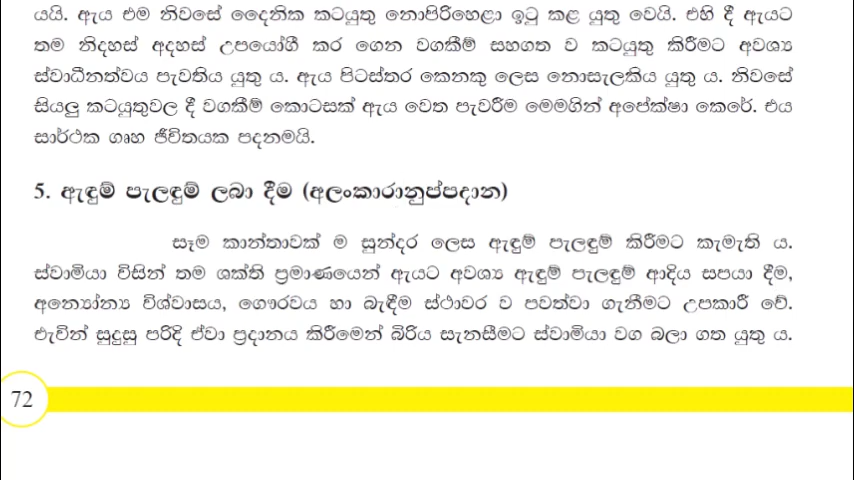 යයි. ඇය එම නිවසේ දෛනික කටයුතු නොපිරිහෙළා ඉටු කළ යුතු වෙයි. එහි දී ඇයට
තම නිදහස් අදහස් උපයෝගී කර ගෙන වගකීම් සහගත ව කටයුතු කිරීමට අවශ්‍ය
ස්වාධීනත්වය පැවතිය යුතු ය. ඇය පිටස්තර කෙනකු ලෙස නොසැලකිය යුතු ය. නිවසේ
සියලු කටයුතුවල දී වගකීම් කොටසක් ඇය වෙත පැවරීම මෙමගින් අපේක්ෂා කෙරේ. එය
සාර්ථක ගෘහ ජීවිතයක පදනමයි.
5. ඇඳුම් පැලඳුම් ලබා දීම (අලංකාරානුප්පදාන)
සෑම කාන්තාවක් ම සුන්දර ලෙස ඇඳුම් පැලඳුම් කිරීමට කැමැති ය.
ස්වාමියා විසින් තම ශක්ති ප්‍රමාණයෙන් ඇයට අවශ්‍ය ඇඳුම් පැලඳුම් ආදිය සපයා දීම,
අන්‍යෝන්‍ය විශ්වාසය, ගෞරවය හා බැඳීම ස්ථාවර ව පවත්වා ගැනීමට උපකාරී වේ.
එැවින් සුදුසු පරිදි ඒවා ප්‍රදානය කිරීමෙන් බිරිය සැනසීමට ස්වාමියා වග බලා ගත යුතු ය.
72